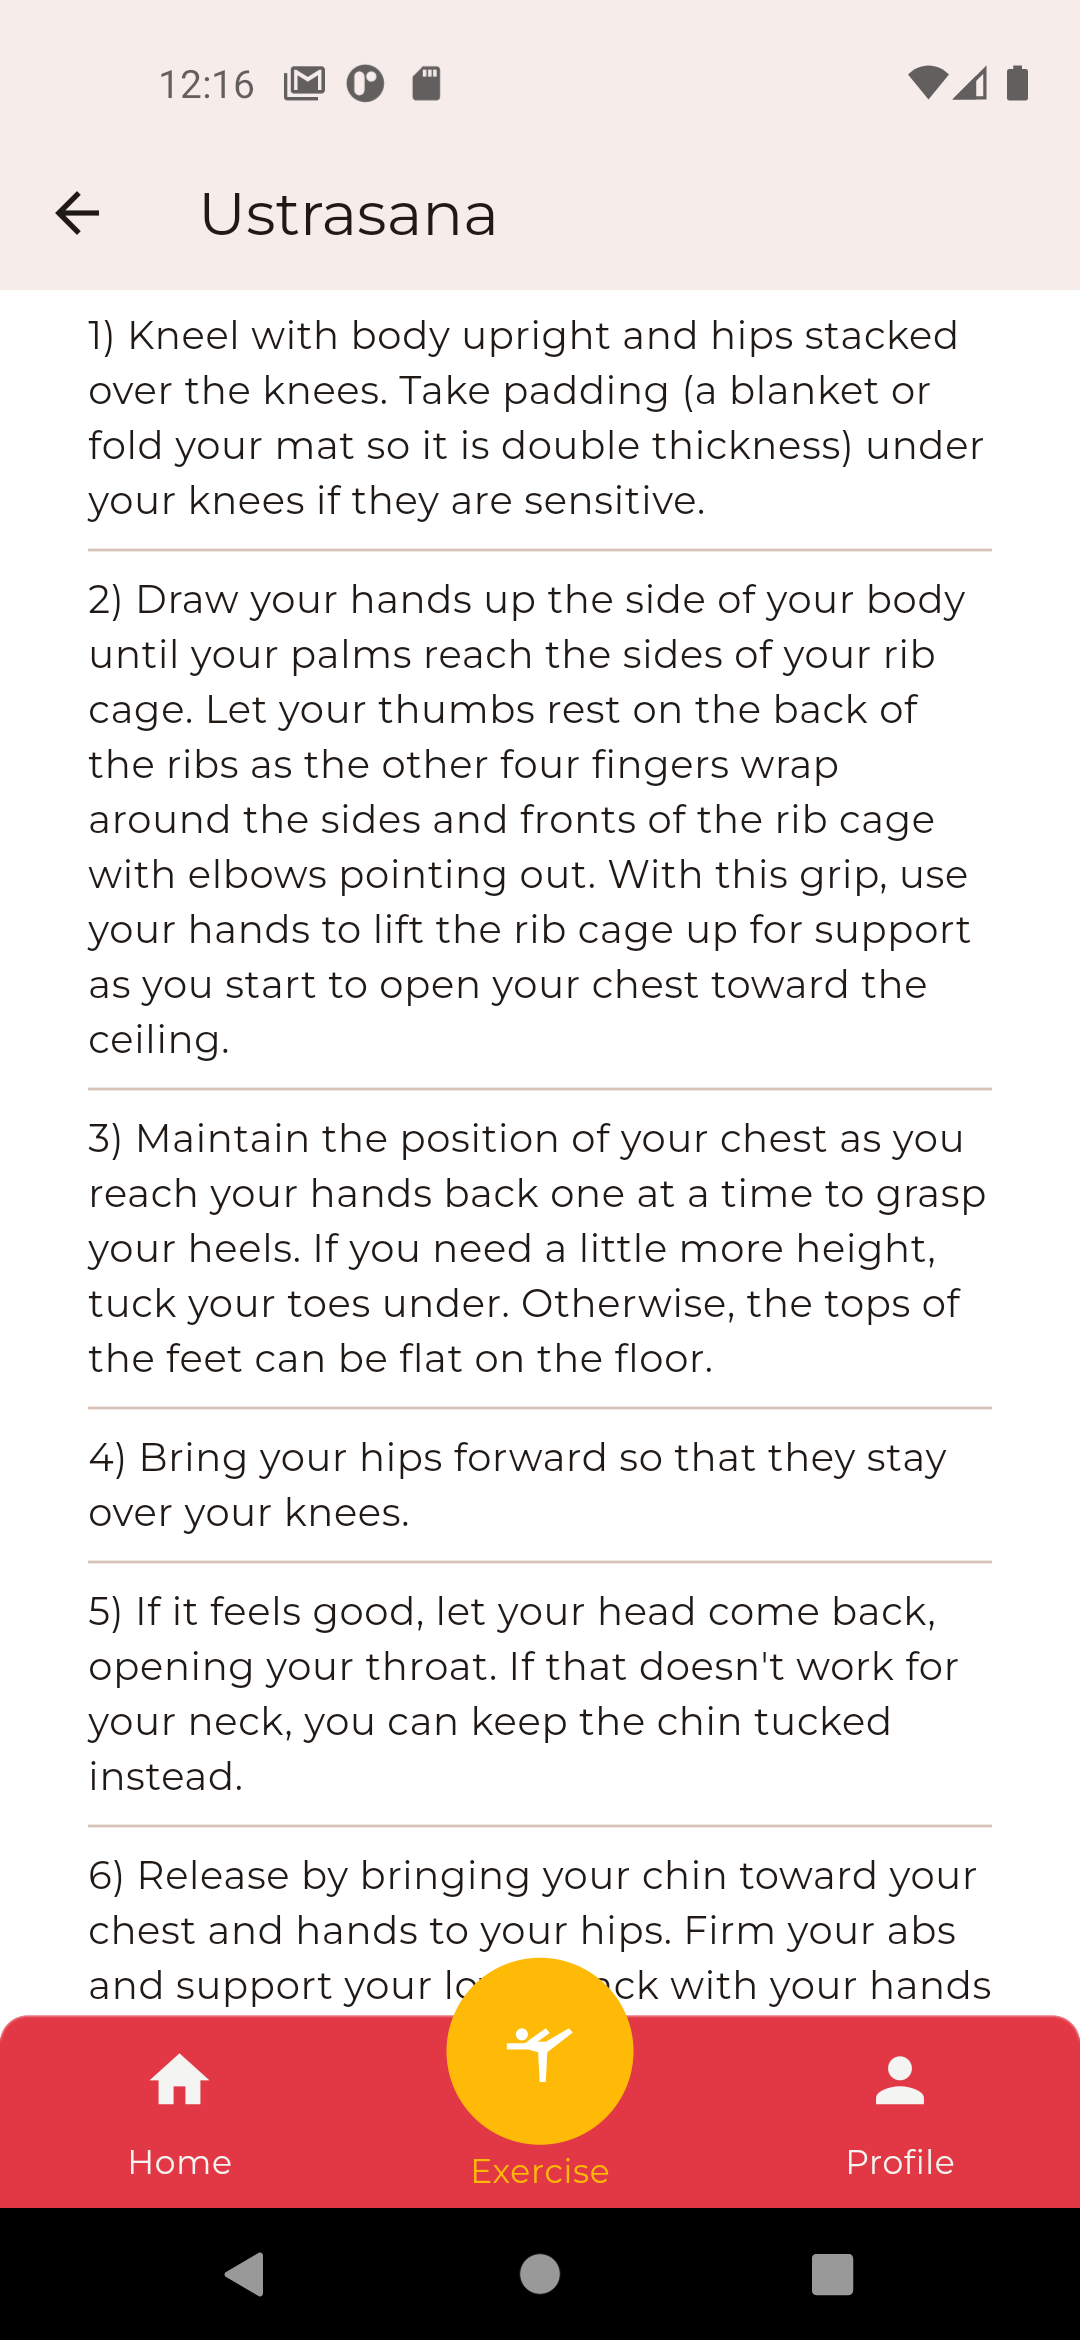 12:16
Ustrasana
1) Kneel with body upright and hips stacked
over the knees. Take padding (a blanket or
fold your mat so it is double thickness) under
your knees if they are sensitive.
2) Draw your hands up the side of your body
until your palms reach the sides of your rib
cage. Let your thumbs rest on the back of
the ribs as the other four fingers wrap
around the sides and fronts of the rib cage
with elbows pointing out. With this grip, use
your hands to lift the rib cage up for support
as you start to open your chest toward the
ceiling.
3) Maintain the position of your chest as you
reach your hands back one at a time to grasp
your heels. If you need a little more height,
tuck your toes under. Otherwise, the tops of
the feet can be flat on the floor.
4) Bring your hips forward so that they stay
over your knees.
5) If it feels good, let your head come back,
opening your throat. If that doesn't work for
your neck, you can keep the chin tucked
instead.
6) Release by bringing your chin toward your
chest and hands to your hips. Firm your abs
and support your with your hands
Home
Exercise
Profile